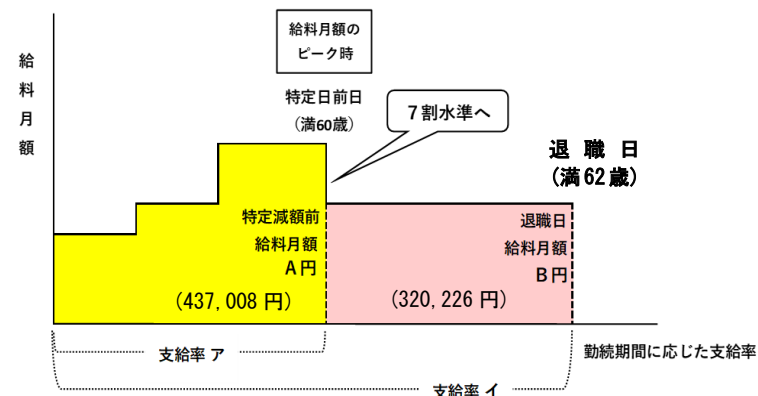 給料月額
給料月額の
ピーク時
特定日前日
（満60歳）
７割水準へ
退職日
（満62歳）
特定減額前
給料月額
Ａ円
（437,008 円）
退職日
給料月額
Ｂ円
（320,226 円）
支給率 ア
勤続期間に応じた支給率
支給率 イ